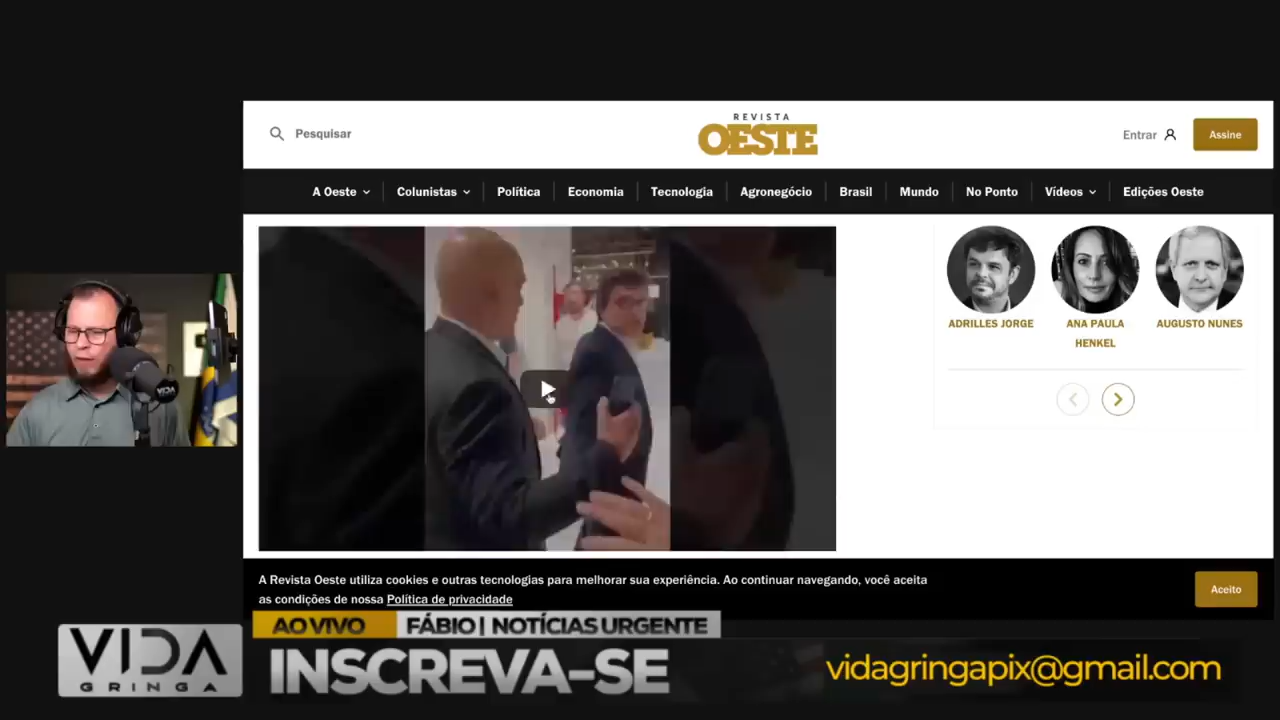 Pesquisar
REVISTA
OESTE
Entrar
Assine
A Oeste
Colunistas
Política
Economia
Tecnologia
Agronegócio
Brasil
Mundo
No Ponto
Vídeos
Edições Oeste
ADRILLES JORGE
ANA PAULA
HENKEL
AUGUSTO NUNES
VIDA
A Revista Oeste utiliza cookies e outras tecnologias para melhorar sua experiência. Ao continuar navegando, você aceita
as condições de nossa Política de privacidade
Aceito
AO VIVO
FÁBIO | NOTÍCIAS URGENTE
VIDA
GRINGA
INSCREVA-SE
vidagringapix@gmail.com